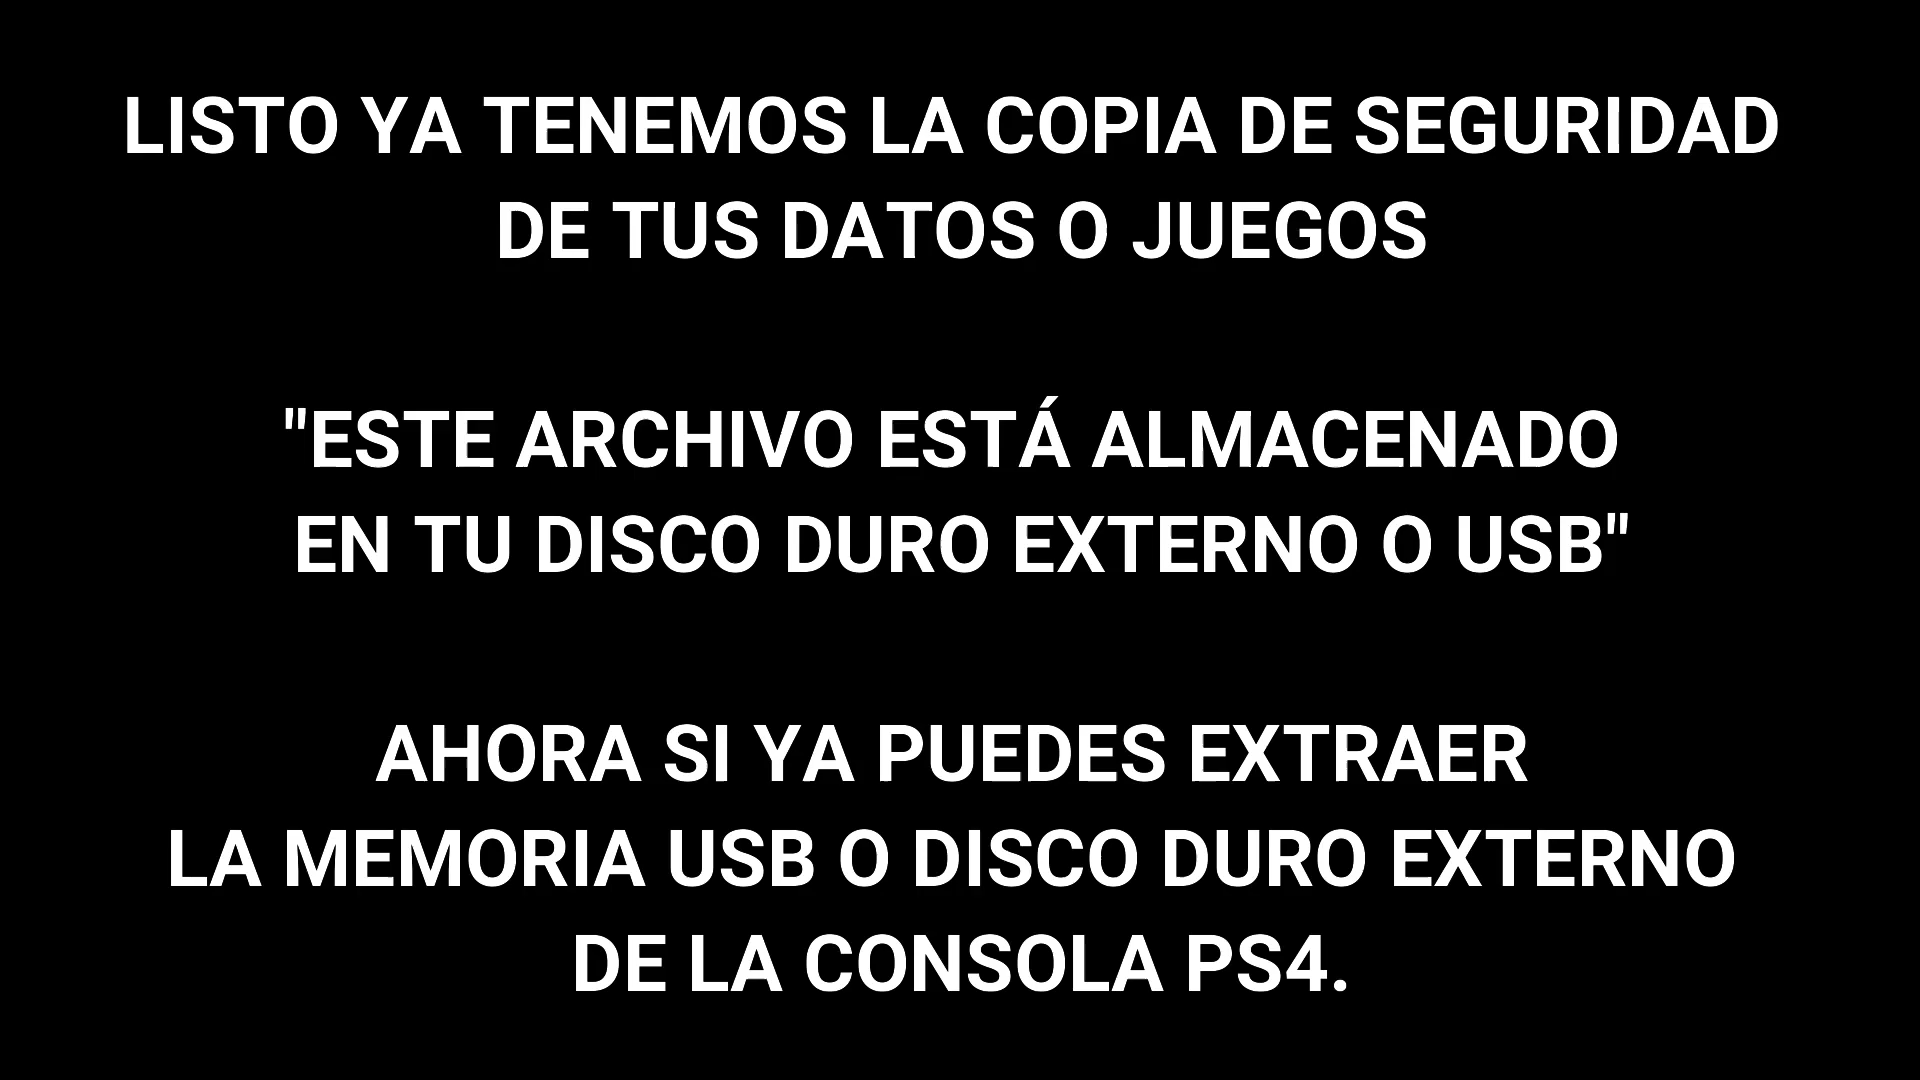 LISTO YA TENEMOS LA COPIA DE SEGURIDAD
DE TUS DATOS O JUEGOS
"ESTE ARCHIVO ESTÁ ALMACENADO
EN TU DISCO DURO EXTERNO O USB"
AHORA SI YA PUEDES EXTRAER
LA MEMORIA USB O DISCO DURO EXTERNO
DE LA CONSOLA PS4.